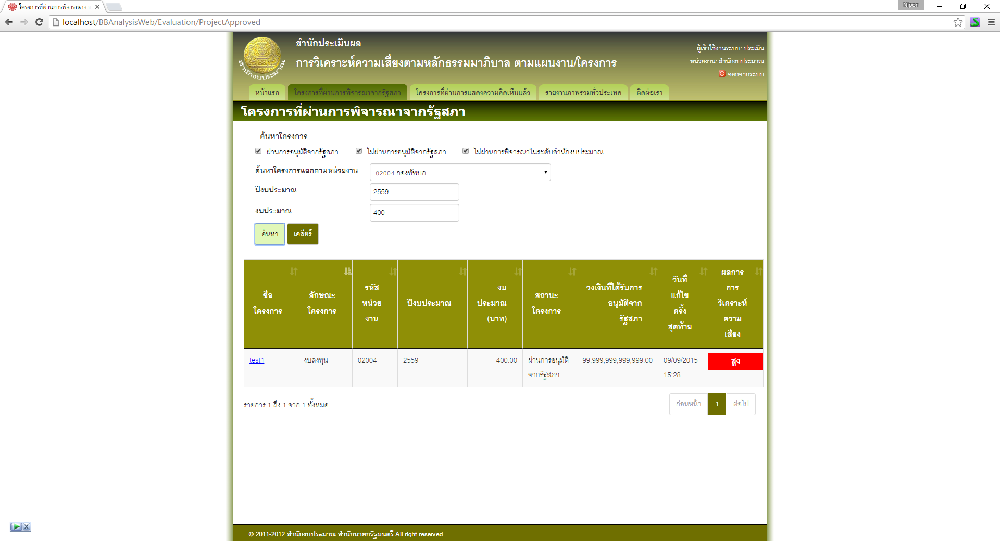 โครงการที่ผ่านการพิจารณาจา
Nipon
localhost/BBAnalysisWeb/Evaluation/ProjectApproved
สำนักงบประมาณ
สำนักประเมินผล
การวิเคราะห์ความเสี่ยงตามหลักธรรมมาภิบาล ตามแผนงาน/โครงการ
ผู้เข้าใช้งานระบบ: ประเมิน
หน่วยงาน: สำนักงบประมาณ
ออกจากระบบ
หน้าแรก
โครงการที่ผ่านการพิจารณาจากรัฐสภา
โครงการที่ผ่านการแสดงความคิดเห็นแล้ว
รายงานภาพรวมทั่วประเทศ
ติดต่อเรา
โครงการที่ผ่านการพิจารณาจากรัฐสภา
ค้นหาโครงการ
ผ่านการอนุมัติจากรัฐสภา
ไม่ผ่านการอนุมัติจากรัฐสภา
ไม่ผ่านการพิจารณาในระดับสำนักงบประมาณ
ค้นหาโครงการแยกตามหน่วยงาน
02004:กองทัพบก
ปีงบประมาณ
2559
งบประมาณ
400
ค้นหา
เคลียร์
ชื่อ
โครงการ
ลักษณะ
โครงการ
รหัส
หน่วย
งาน
ปีงบประมาณ
งบ
ประมาณ
(บาท)
สถานะ
โครงการ
วงเงินที่ได้รับการ
อนุมัติจาก
รัฐสภา
วันที่
แก้ไข
ครั้ง
สุดท้าย
ผลการ
การ
วิเคราะห์
ความ
เสี่ยง
test1
งบลงทุน
02004
2559
400.00
ผ่านการอนุมัติ
จากรัฐสภา
99,999,999,999,999.00
09/09/2015
15:28
สูง
รายการ 1 ถึง 1 จาก 1 ทั้งหมด
ก่อนหน้า
1
ต่อไป
© 2011-2012 สำนักงบประมาณ สำนักนายกรัฐมนตรี All right reserved